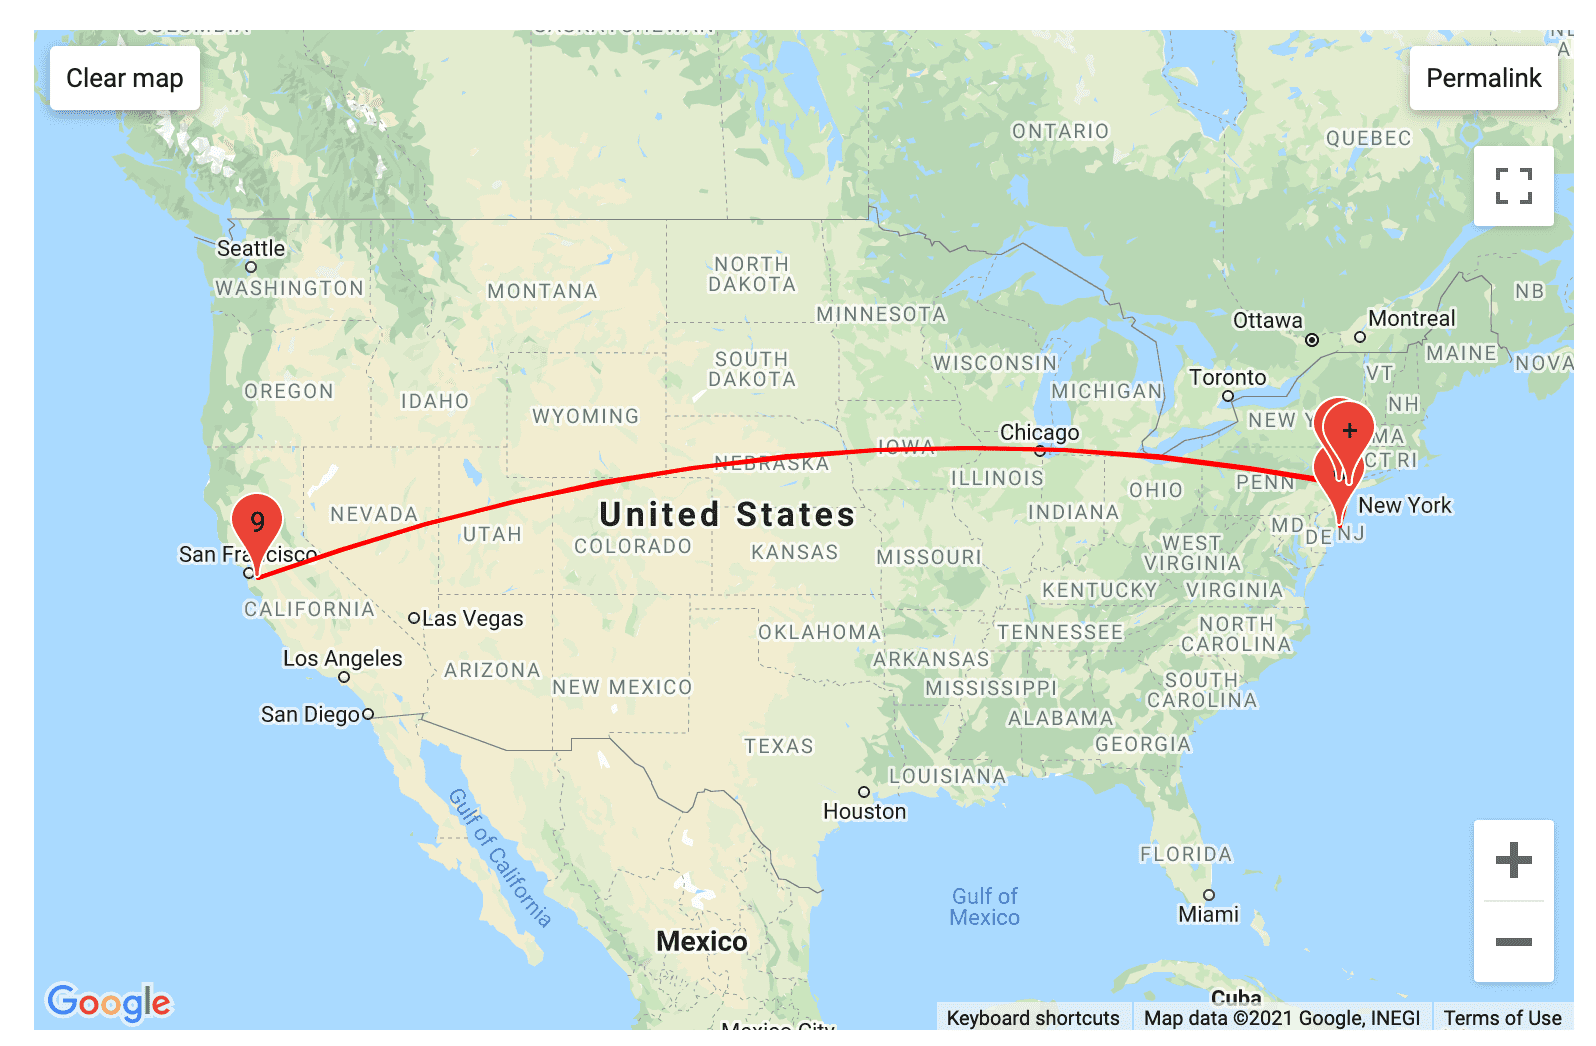 COLUMBIA
SASKATCHEWAN
Clear map
Permalink
ONTARIO
QUEBEC
Seattle
WASHINGTON
MONTANA
NORTH
DAKOTA
MINNESOTA
NB
Ottawa
Montreal
MAINE
NOVA
SOUTH
DAKOTA
WISCONSIN
MICHIGAN
Toronto
VT
NH
OREGON
IDAHO
WYOMING
NEW Y
+
MA
CT RI
Chicago
IOWA
NEBRASKA
ILLINOIS
OHIO
PENN
New York
9
NEVADA
UTAH
United States
COLORADO
KANSAS
MISSOURI
INDIANA
MD
DE
NJ
WEST
VIRGINIA
San Francisco
CALIFORNIA
Las Vegas
KENTUCKY
VIRGINIA
OKLAHOMA
TENNESSEE
NORTH
CAROLINA
Los Angeles
ARIZONA
NEW MEXICO
ARKANSAS
MISSISSIPPI
SOUTH
CAROLINA
San Diego
ALABAMA
GEORGIA
TEXAS
LOUISIANA
Houston
Gulf of California
FLORIDA
Gulf of
Mexico
Miami
Mexico
Cuba
Google
Mexico City
Keyboard shortcuts
Map data ©2021 Google, INEGI
Terms of Use